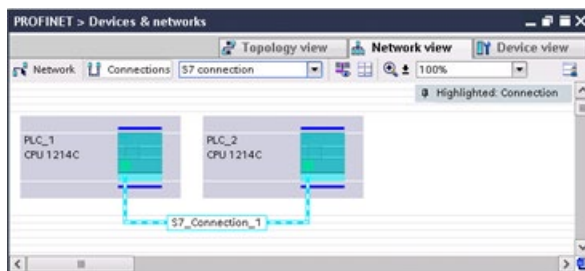 PROFINET > Devices & networks
Topology view Network view Device view
Network Connections S7 connection 100%
Highlighted: Connection
PLC_1
CPU 1214C
PLC_2
CPU 1214C
S7_Connection_1